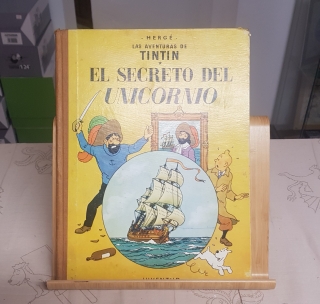 - HERGÉ -
LAS AVENTURAS DE
TINTIN
*
EL SECRETO DEL
UNICORNIO